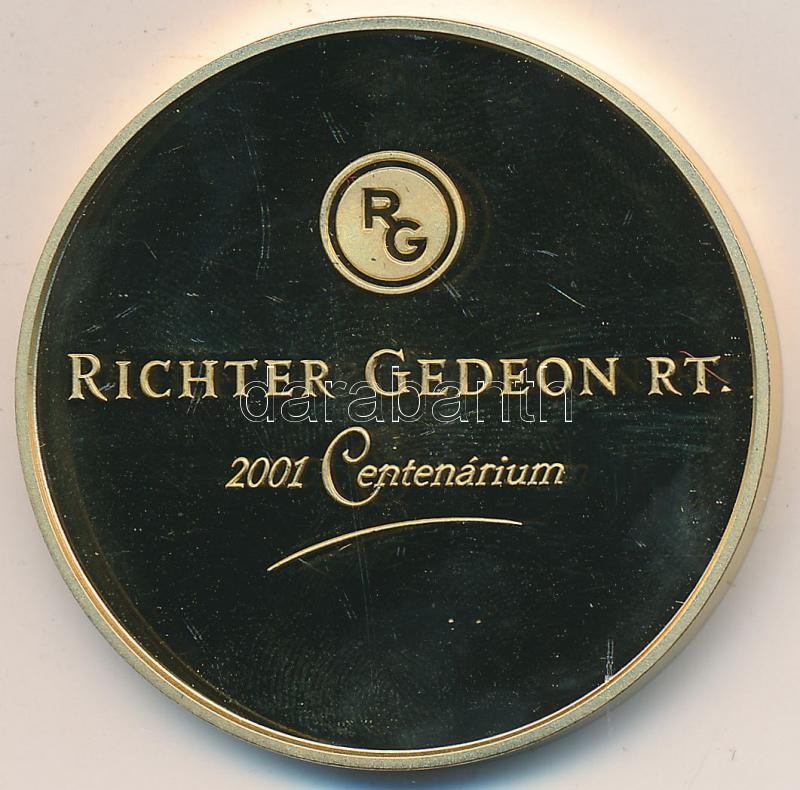 RG
RICHTER GEDEON RT.
darabanth
2001 Centenárium